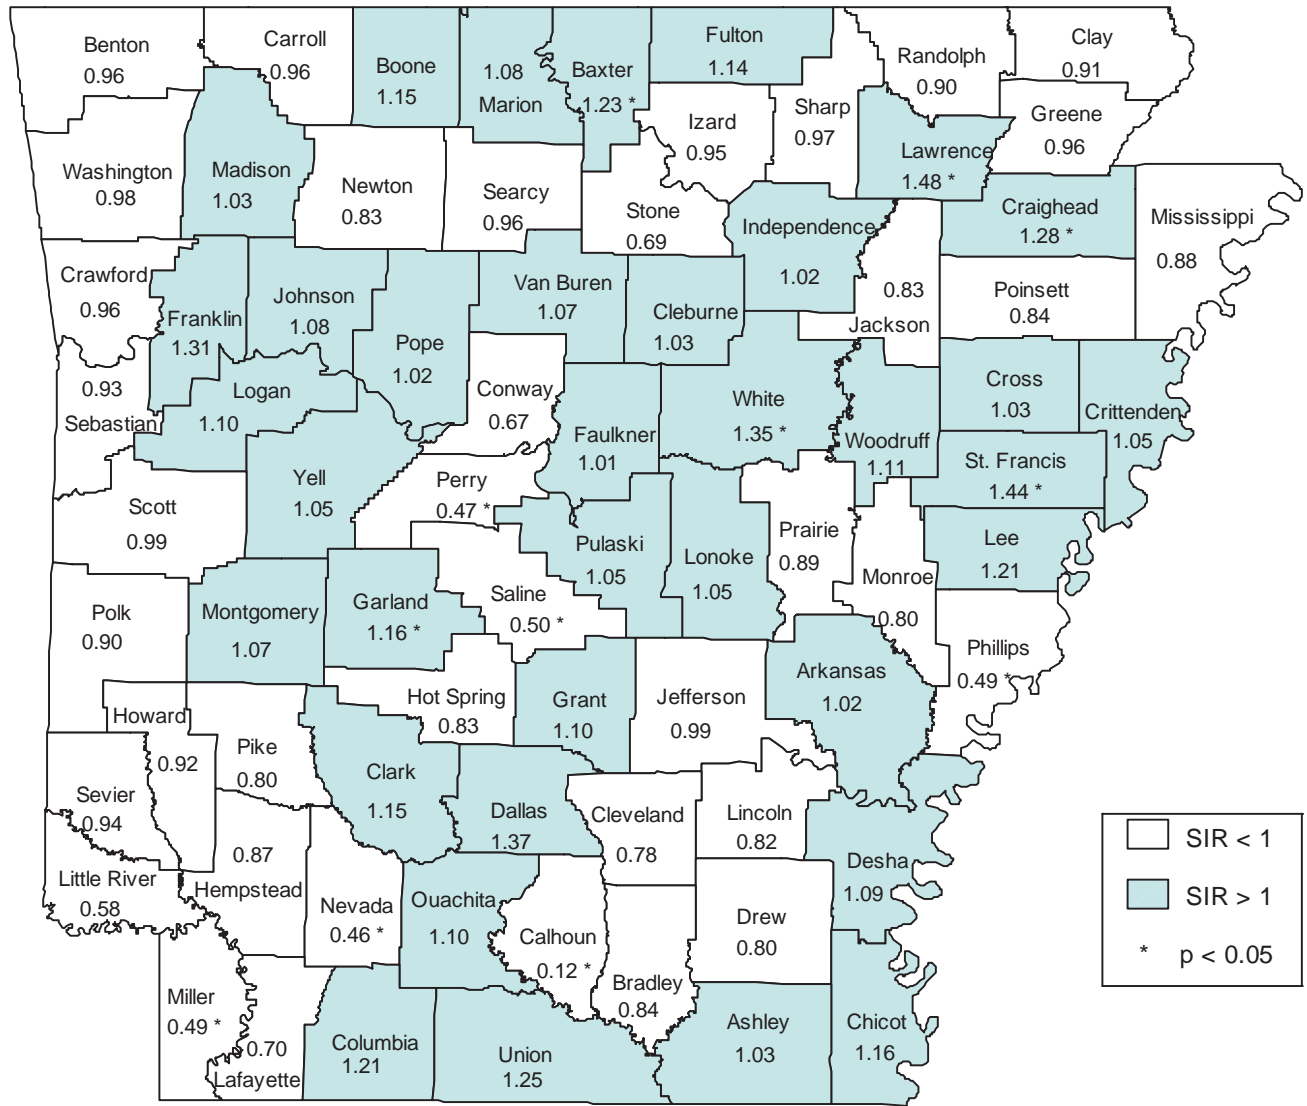 Benton
0.96
Carroll
0.96
Boone
1.15
1.08
Marion
Baxter
1.23 *
Fulton
1.14
Randolph
0.90
Clay
0.91
Izard
0.95
Sharp
0.97
Greene
0.96
Lawrence
1.48 *
Washington
0.98
Madison
1.03
Newton
0.83
Searcy
0.96
Stone
0.69
Independence
1.02
Craighead
1.28 *
Mississippi
0.88
Crawford
0.96
Franklin
1.31
Johnson
1.08
Pope
1.02
Van Buren
1.07
Cleburne
1.03
0.83
Jackson
Poinsett
0.84
0.93
Sebastian
Logan
1.10
Conway
0.67
White
1.35 *
Cross
1.03
Crittenden
1.05
Faulkner
1.01
Woodruff
1.11
St. Francis
1.44 *
Yell
1.05
Perry
0.47 *
Scott
0.99
Pulaski
1.05
Lonoke
1.05
Prairie
0.89
Lee
1.21
Monroe
0.80
Polk
0.90
Montgomery
1.07
Garland
1.16 *
Saline
0.50 *
Phillips
0.49 *
Arkansas
1.02
Hot Spring
0.83
Grant
1.10
Jefferson
0.99
Howard
0.92
Pike
0.80
Clark
1.15
Sevier
0.94
Dallas
1.37
Cleveland
0.78
Lincoln
0.82
Desha
1.09
0.87
Hempstead
Little River
0.58
Nevada
0.46 *
Ouachita
1.10
Calhoun
0.12 *
Drew
0.80
Bradley
0.84
Miller
0.49 *
0.70
Lafayette
Columbia
1.21
Union
1.25
Ashley
1.03
Chicot
1.16
SIR < 1
SIR > 1
* p < 0.05